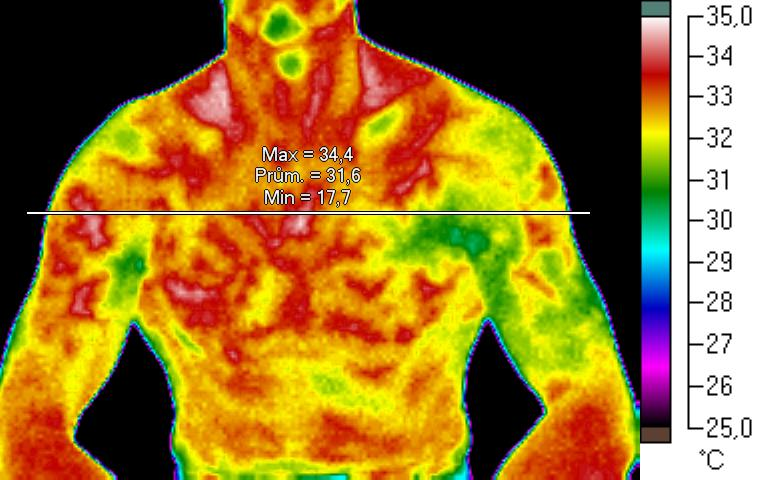 Max = 34,4
Prům. = 31,6
Min = 17,7
35,0
34
33
32
31
30
29
28
27
26
25,0
°C